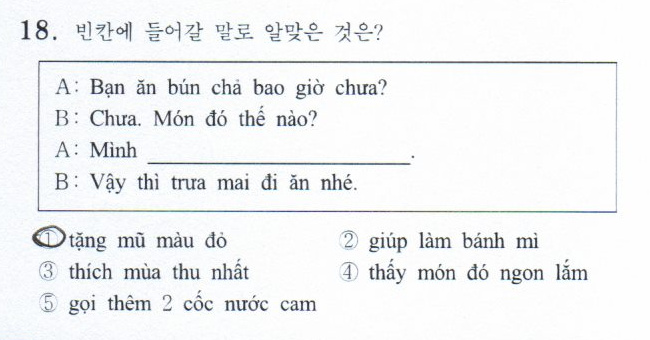 18. 빈칸에 들어갈 말로 알맞은 것은?
A: Bạn ăn bún chả bao giờ chưa?
B: Chưa. Món đó thế nào?
A: Mình ____________________.
B: Vậy thì trưa mai đi ăn nhé.
① tặng mũ màu đỏ ② giúp làm bánh mì
③ thích mùa thu nhất ④ thấy món đó ngon lắm
⑤ gọi thêm 2 cốc nước cam